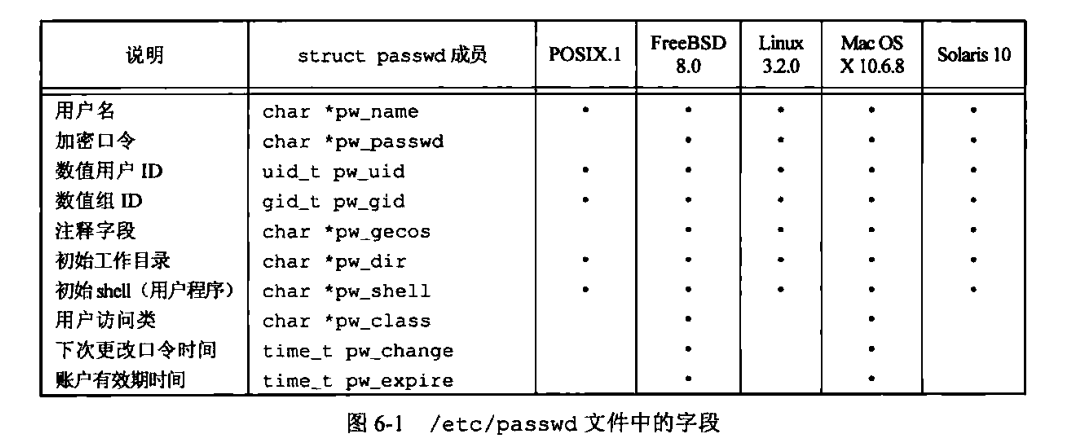 说明 struct passwd 成员 POSIX.1 FreeBSD 8.0 Linux 3.2.0 Mac OS X 10.6.8 Solaris 10
用户名 char *pw_name • • • • •
加密口令 char *pw_passwd • • • •
数值用户 ID uid_t pw_uid • • • • •
数值组 ID gid_t pw_gid • • • • •
注释字段 char *pw_gecos • • • •
初始工作目录 char *pw_dir • • • • •
初始 shell（用户程序） char *pw_shell • • • • •
用户访问类 char *pw_class • •
下次更改口令时间 time_t pw_change • •
账户有效期时间 time_t pw_expire • •
图 6-1 /etc/passwd 文件中的字段